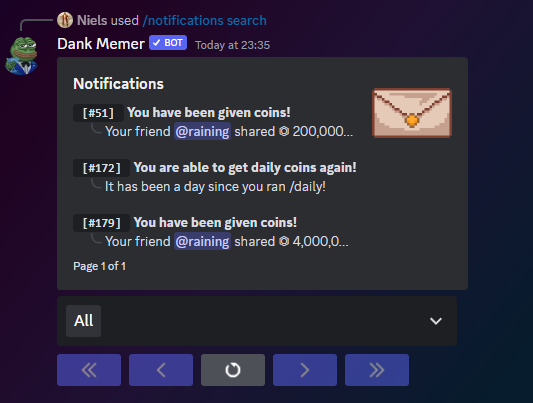 Niels used /notifications search
Dank Memer ✓ BOT Today at 23:35
Notifications
[#51] You have been given coins!
Your friend @raining shared ⏣ 200,000...
[#172] You are able to get daily coins again!
It has been a day since you ran /daily!
[#179] You have been given coins!
Your friend @raining shared ⏣ 4,000,0...
Page 1 of 1
All